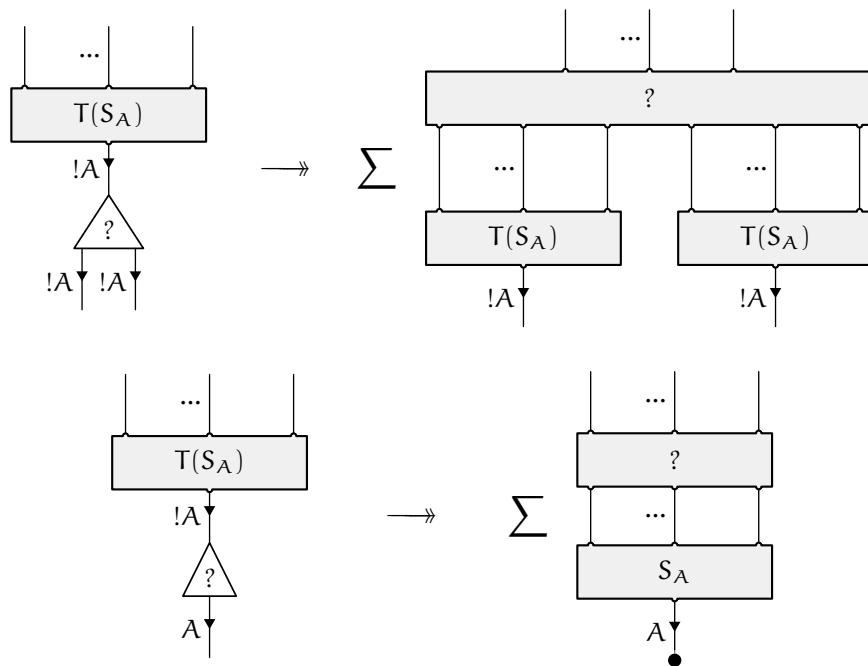 ...
...
T(S_A)
?
!A
↠
∑
...
...
?
T(S_A)
T(S_A)
!A
!A
!A
!A
...
...
T(S_A)
?
!A
↠
∑
...
?
S_A
A
A